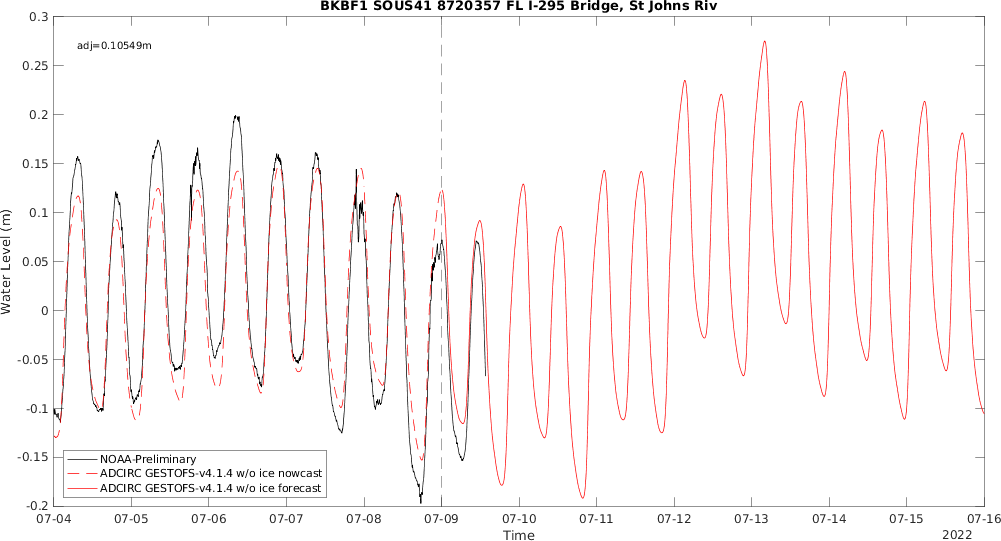 BKBF1 SOUS41 8720357 FL I-295 Bridge, St Johns Riv
0.3
adj=0.10549m
0.25
0.2
0.15
0.1
0.05
0
-0.05
-0.1
-0.15
-0.2
Water Level (m)
NOAA-Preliminary
ADCIRC GESTOFS-v4.1.4 w/o ice nowcast
ADCIRC GESTOFS-v4.1.4 w/o ice forecast
07-04 07-05 07-06 07-07 07-08 07-09 07-10 07-11 07-12 07-13 07-14 07-15 07-16
Time
2022